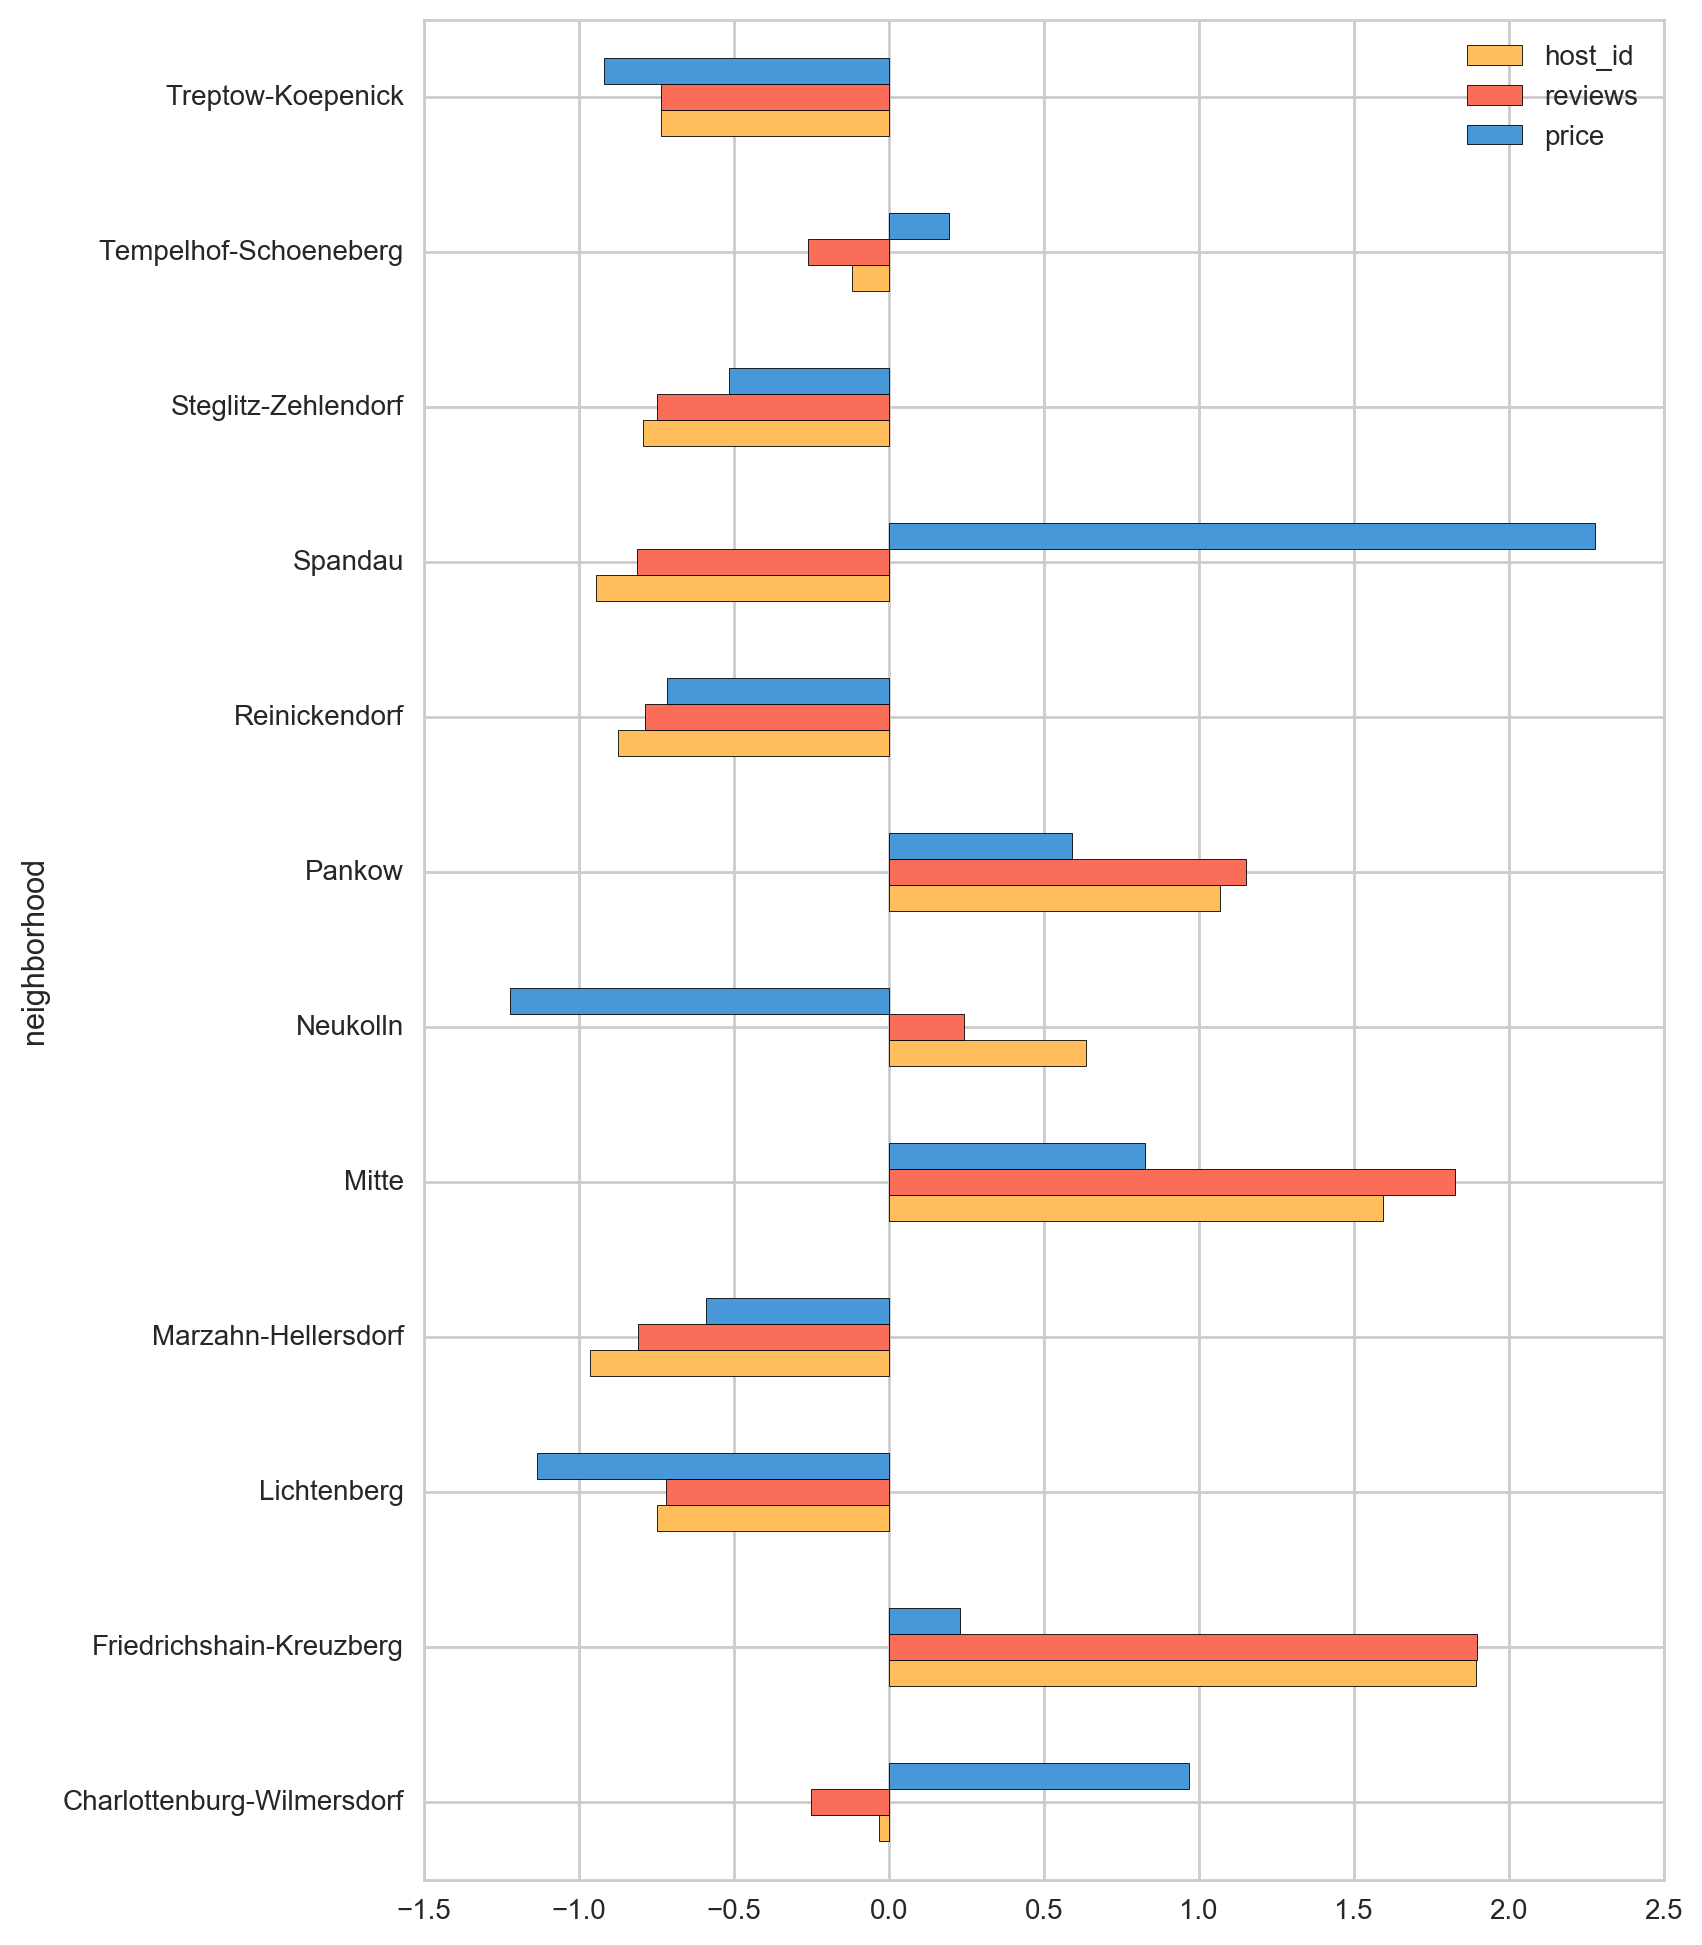 host_id
reviews
price
Treptow-Koepenick
Tempelhof-Schoeneberg
Steglitz-Zehlendorf
Spandau
Reinickendorf
Pankow
Neukolln
Mitte
Marzahn-Hellersdorf
Lichtenberg
Friedrichshain-Kreuzberg
Charlottenburg-Wilmersdorf
neighborhood
−1.5 −1.0 −0.5 0.0 0.5 1.0 1.5 2.0 2.5